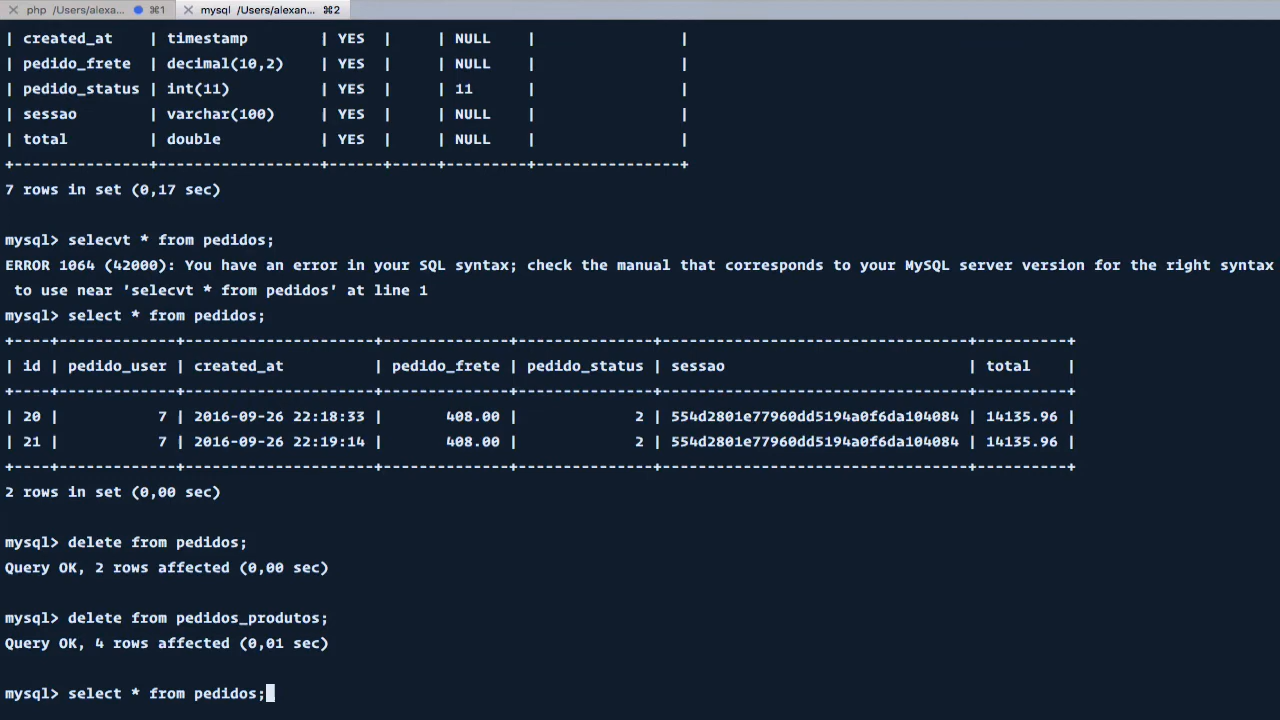 php /Users/alexa... ⌘1 mysql /Users/alexan... ⌘2
| created_at    | timestamp        | YES  |     | NULL    |                |
| pedido_frete  | decimal(10,2)    | YES  |     | NULL    |                |
| pedido_status | int(11)          | YES  |     | 11      |                |
| sessao        | varchar(100)     | YES  |     | NULL    |                |
| total         | double           | YES  |     | NULL    |                |
+---------------+------------------+------+-----+---------+----------------+
7 rows in set (0,17 sec)
mysql> selecvt * from pedidos;
ERROR 1064 (42000): You have an error in your SQL syntax; check the manual that corresponds to your MySQL server version for the right syntax
to use near 'selecvt * from pedidos' at line 1
mysql> select * from pedidos;
+----+-------------+---------------------+--------------+---------------+----------------------------------+----------+
| id | pedido_user | created_at          | pedido_frete | pedido_status | sessao                           | total    |
+----+-------------+---------------------+--------------+---------------+----------------------------------+----------+
| 20 |           7 | 2016-09-26 22:18:33 |       408.00 |             2 | 554d2801e77960dd5194a0f6da104084 | 14135.96 |
| 21 |           7 | 2016-09-26 22:19:14 |       408.00 |             2 | 554d2801e77960dd5194a0f6da104084 | 14135.96 |
+----+-------------+---------------------+--------------+---------------+----------------------------------+----------+
2 rows in set (0,00 sec)
mysql> delete from pedidos;
Query OK, 2 rows affected (0,00 sec)
mysql> delete from pedidos_produtos;
Query OK, 4 rows affected (0,01 sec)
mysql> select * from pedidos;